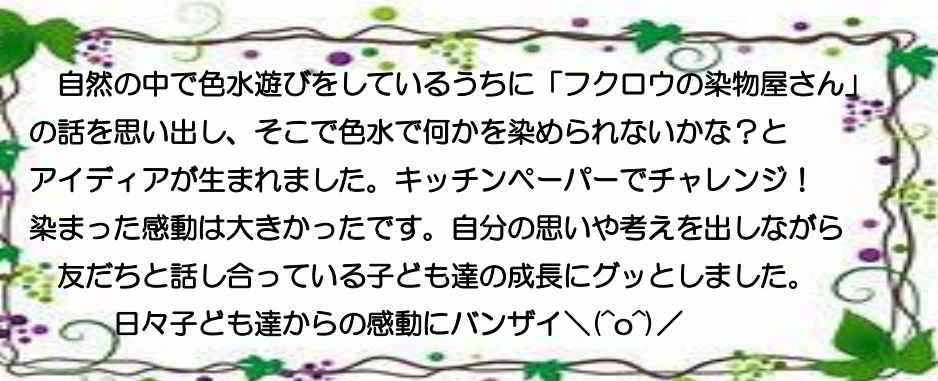 自然の中で色水遊びをしているうちに「フクロウの染物屋さん」
の話を思い出し、そこで色水で何かを染められないかな？と
アイディアが生まれました。キッチンペーパーでチャレンジ！
染まった感動は大きかったです。自分の思いや考えを出しながら
友だちと話し合っている子ども達の成長にグッとしました。
日々子ども達からの感動にバンザイ＼(^o^)／